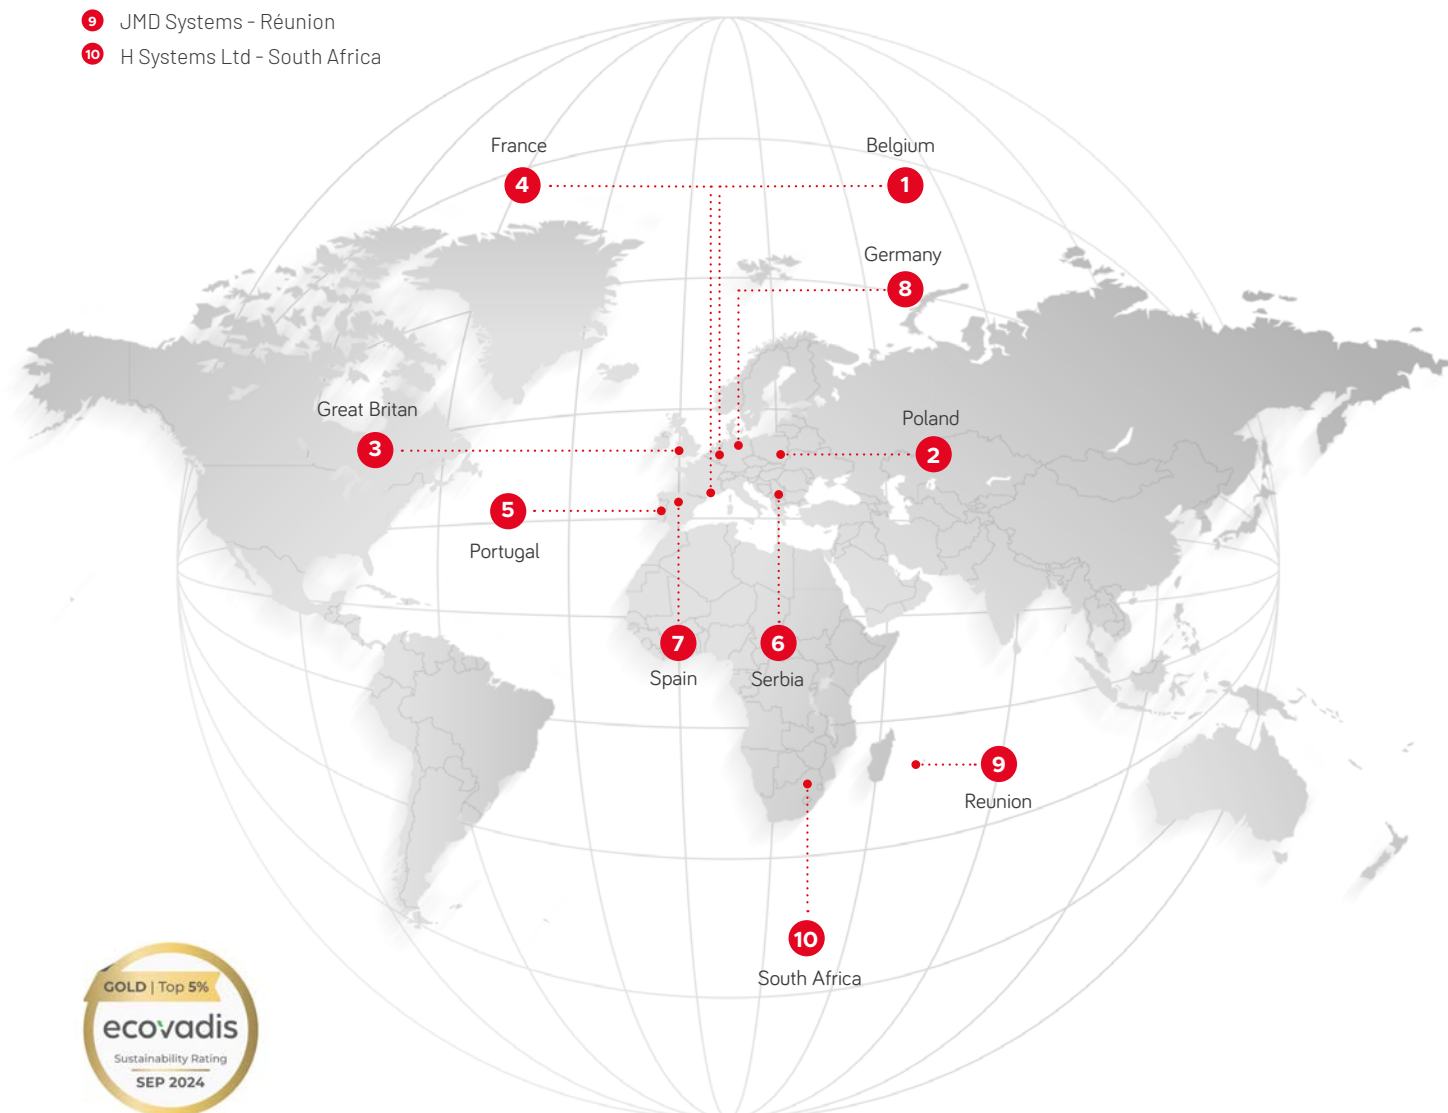 9 JMD Systems - Réunion
10 H Systems Ltd - South Africa
France
Belgium
4
1
Germany
8
Great Britan
Poland
3
2
5
Portugal
7
6
Spain
Serbia
9
Reunion
10
South Africa
GOLD | Top 5%
ecovadis
Sustainability Rating
SEP 2024